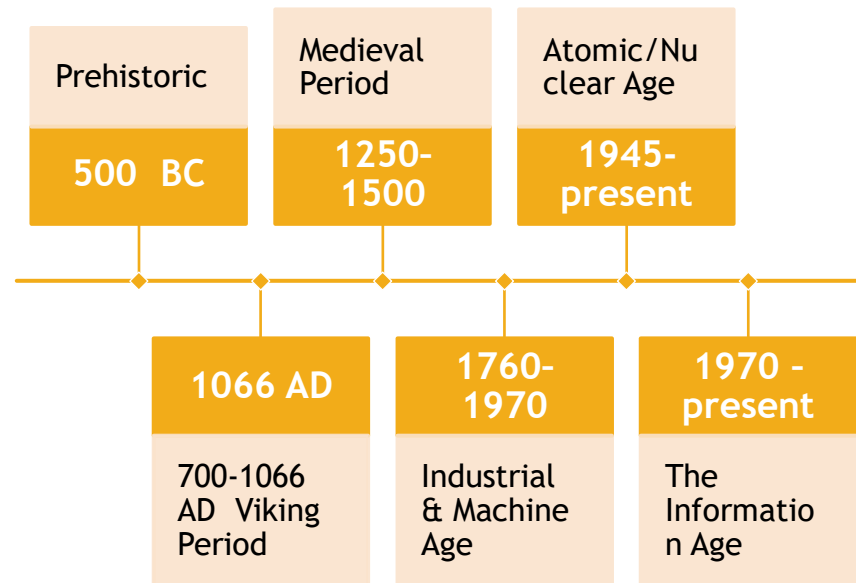 Prehistoric
500 BC
Medieval
Period
1250-
1500
Atomic/Nu
clear Age
1945-
present
1066 AD
700-1066
AD Viking
Period
1760-
1970
Industrial
& Machine
Age
1970 -
present
The
Informatio
n Age